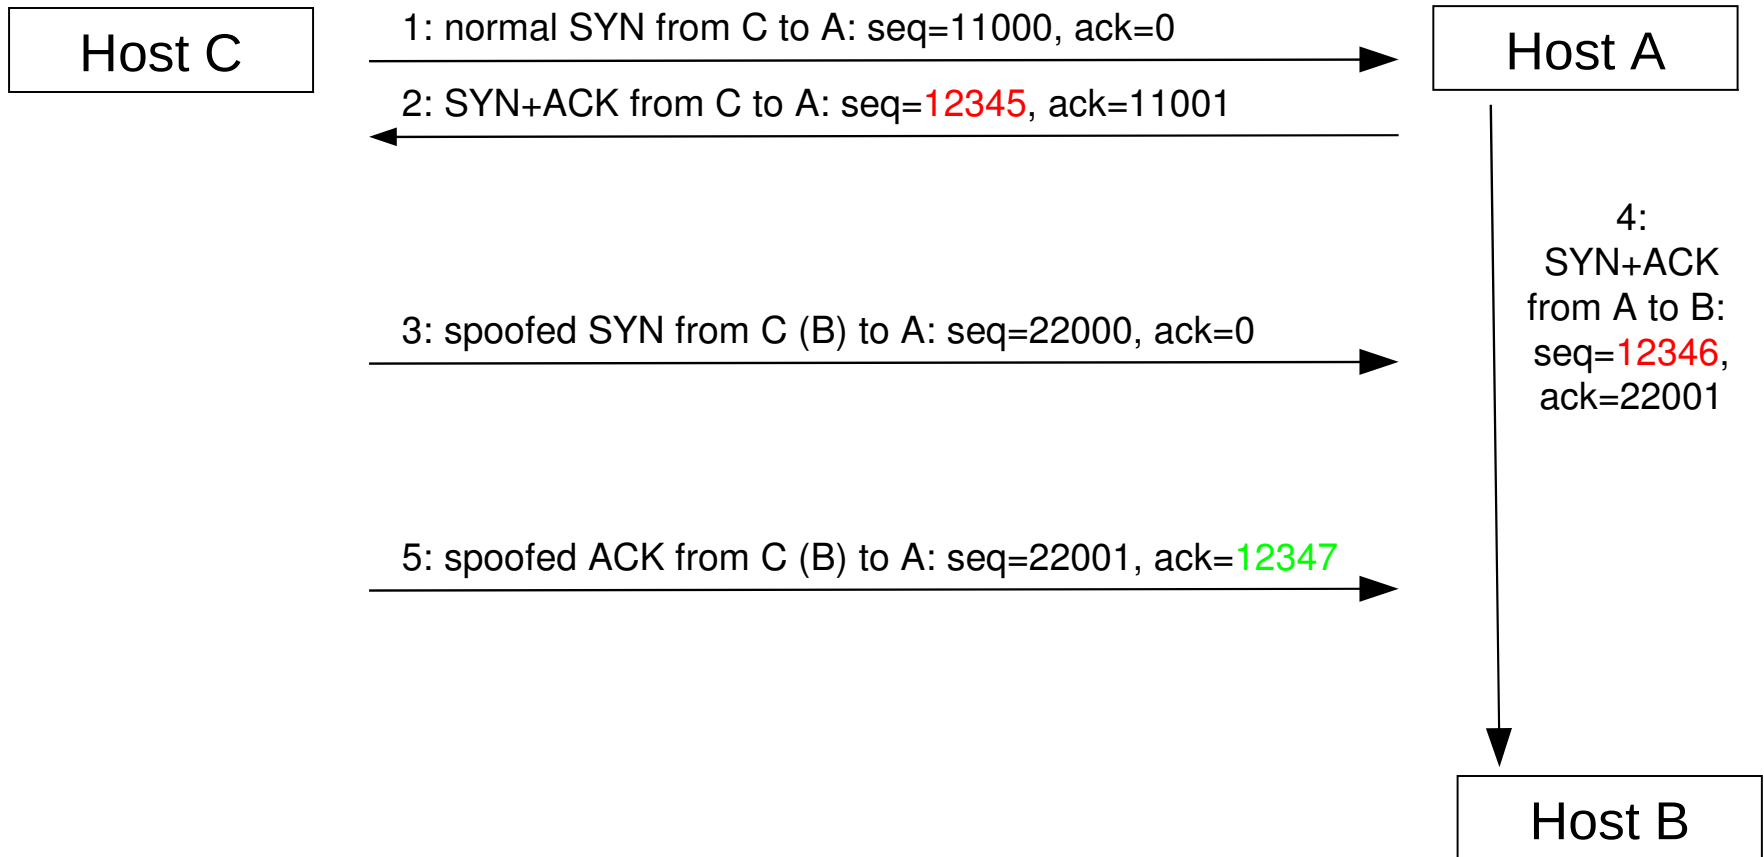 Host C
1: normal SYN from C to A: seq=11000, ack=0
Host A
2: SYN+ACK from C to A: seq=12345, ack=11001
4:
SYN+ACK
from A to B:
seq=12346,
ack=22001
3: spoofed SYN from C (B) to A: seq=22000, ack=0
5: spoofed ACK from C (B) to A: seq=22001, ack=12347
Host B